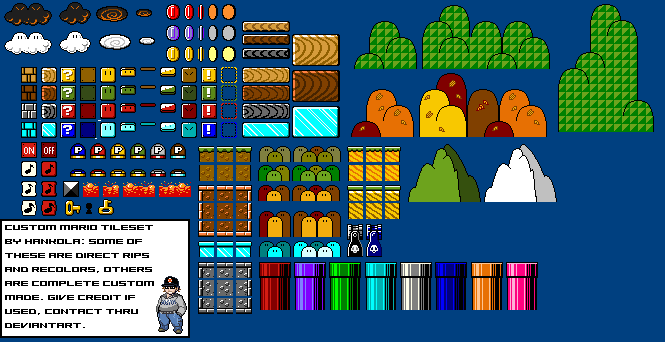 ON OFF
P P P P P P
CUSTOM MARIO TILESET
BY HANKOLA: SOME OF
THESE ARE DIRECT RIPS
AND RECOLORS, OTHERS
ARE COMPLETE CUSTOM
MADE. GIVE CREDIT IF
USED, CONTACT THRU
DEVIANTART.